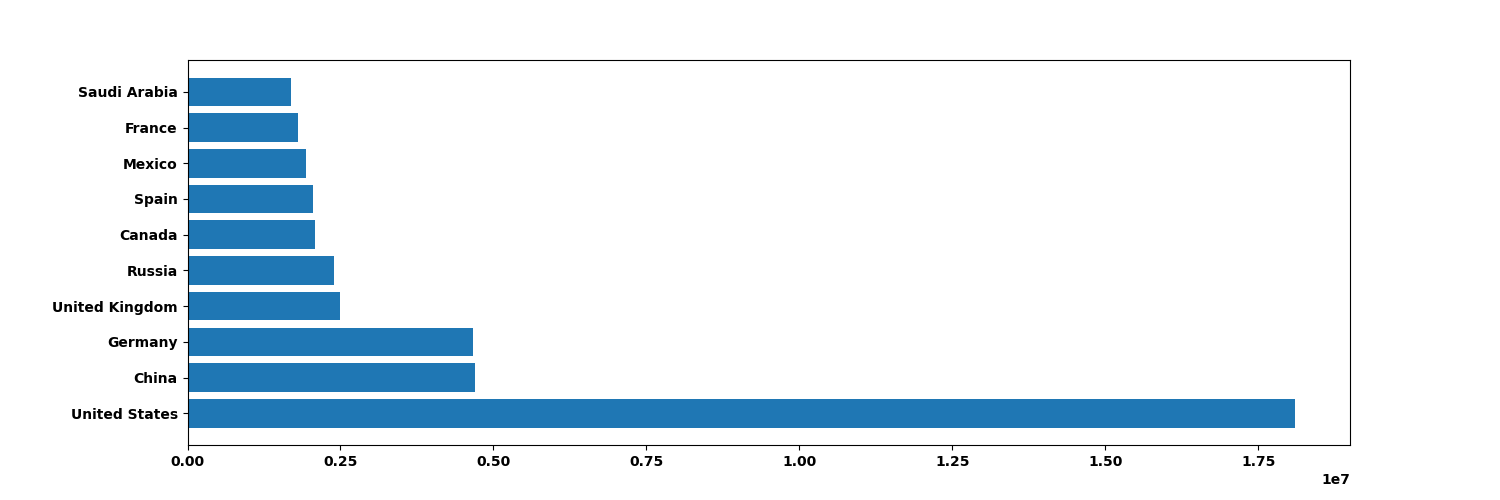 Saudi Arabia
France
Mexico
Spain
Canada
Russia
United Kingdom
Germany
China
United States
0.00 0.25 0.50 0.75 1.00 1.25 1.50 1.75
1e7